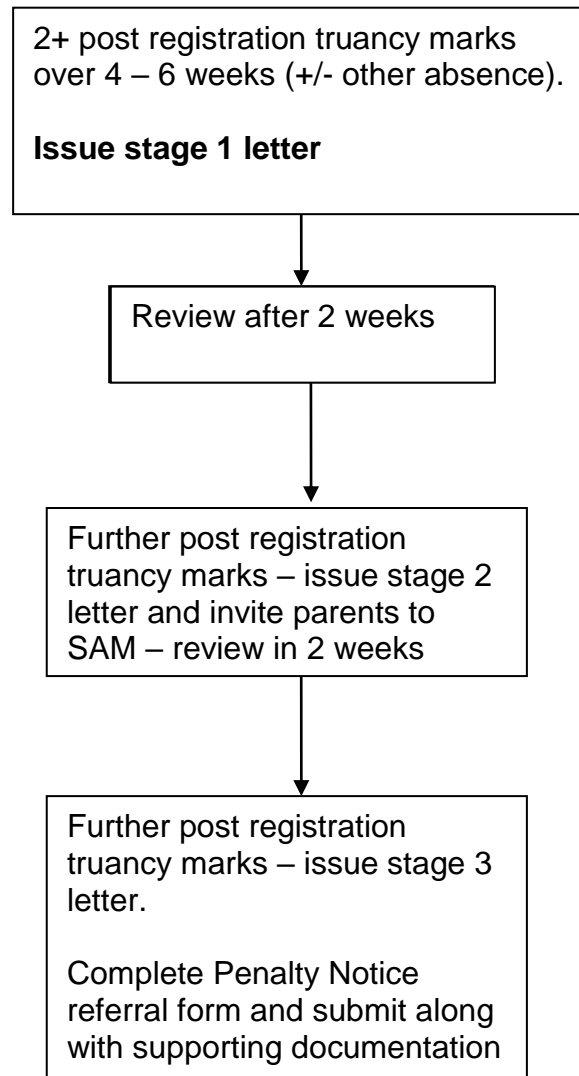 2+ post registration truancy marks
over 4 – 6 weeks (+/- other absence).
Issue stage 1 letter
Review after 2 weeks
Further post registration
truancy marks – issue stage 2
letter and invite parents to
SAM – review in 2 weeks
Further post registration
truancy marks – issue stage 3
letter.
Complete Penalty Notice
referral form and submit along
with supporting documentation